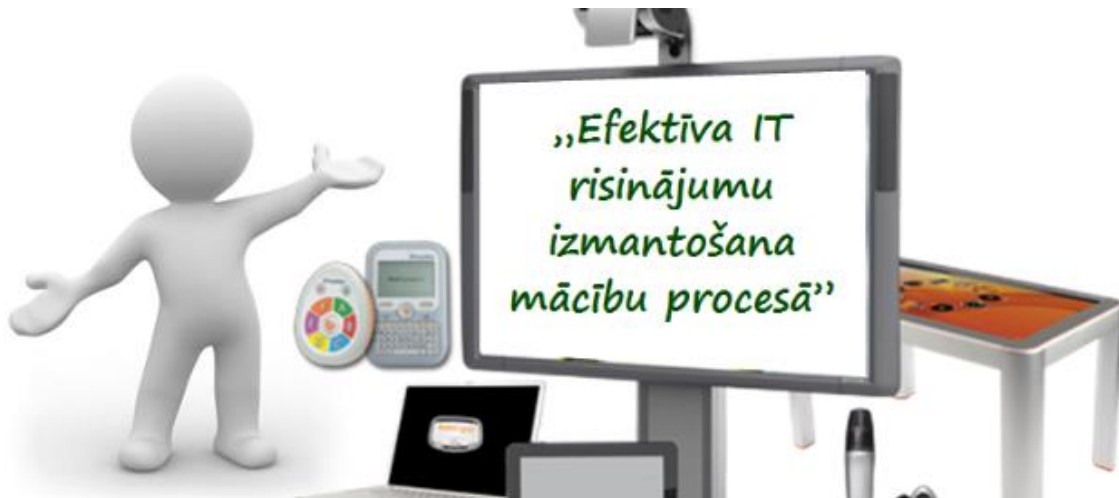 „Efektīva IT
risinājumu
izmantošana
mācību procesā”